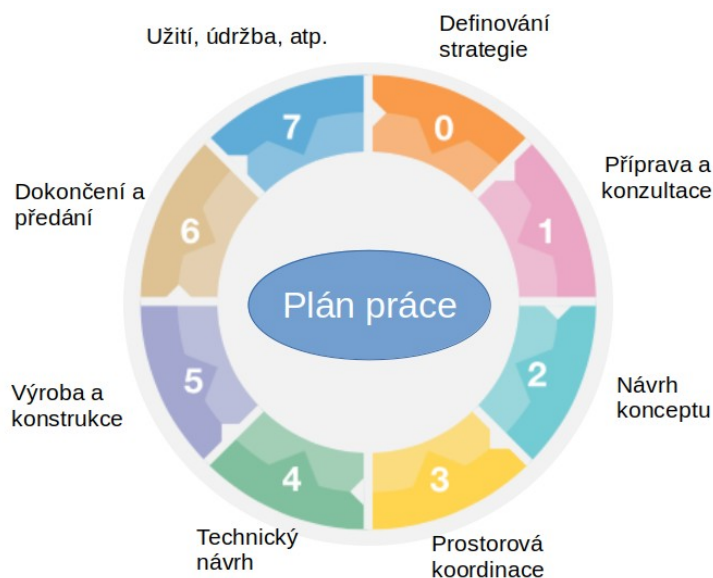 Užití, údržba, atp.
Definování
strategie
7
0
Příprava a
konzultace
1
Dokončení a
předání
6
Plán práce
2
Návrh
konceptu
5
Výroba a
konstrukce
4
3
Technický
návrh
Prostorová
koordinace